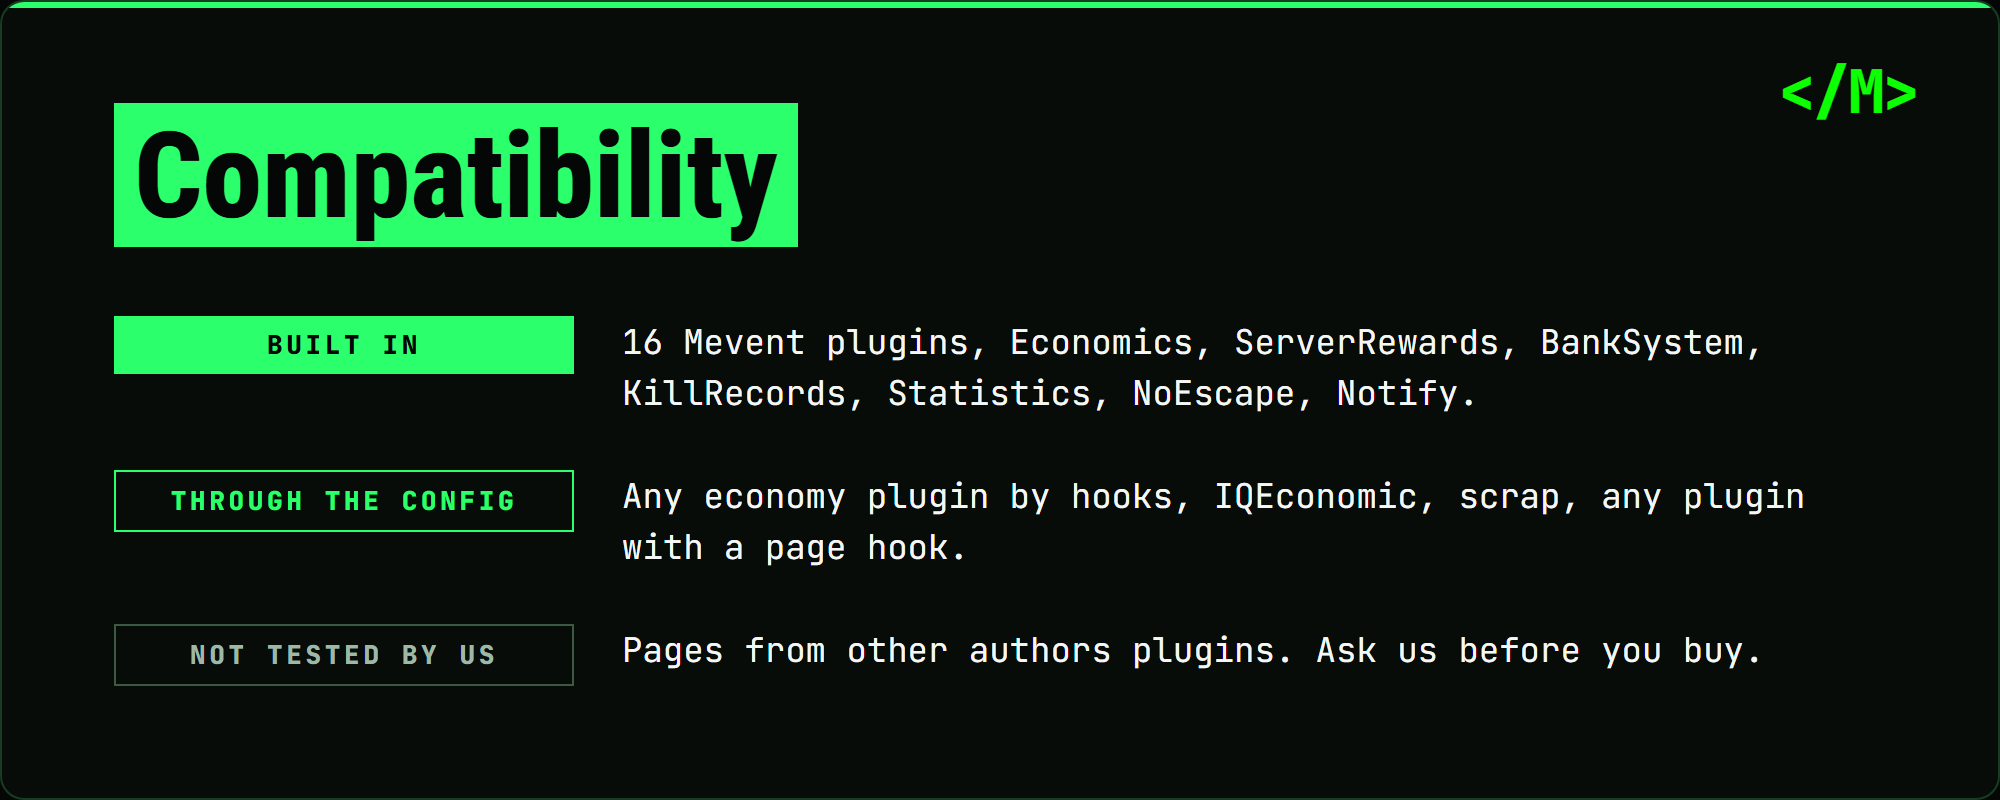 </M>
Compatibility
BUILT IN
16 Mevent plugins, Economics, ServerRewards, BankSystem,
KillRecords, Statistics, NoEscape, Notify.
THROUGH THE CONFIG
Any economy plugin by hooks, IQEconomic, scrap, any plugin
with a page hook.
NOT TESTED BY US
Pages from other authors plugins. Ask us before you buy.